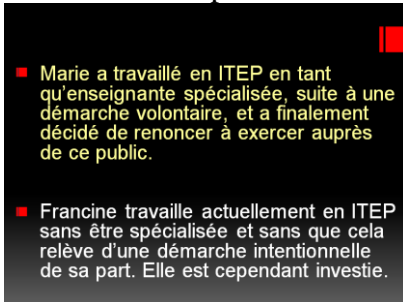 Marie a travaillé en ITEP en tant
qu'enseignante spécialisée, suite à une
démarche volontaire, et a finalement
décidé de renoncer à exercer auprès
de ce public.
Francine travaille actuellement en ITEP
sans être spécialisée et sans que cela
relève d'une démarche intentionnelle
de sa part. Elle est cependant investie.